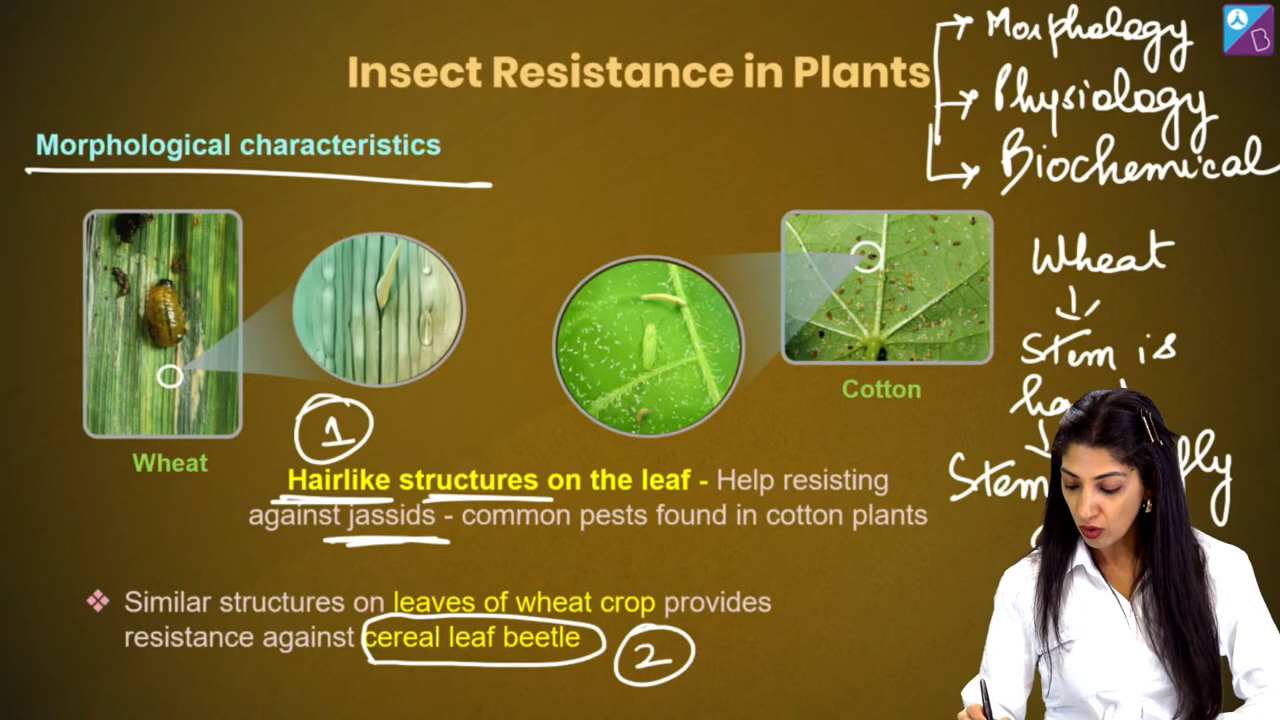 Insect Resistance in Plants
Morphology
Physiology
Biochemical
Morphological characteristics
Wheat
Stem is
Stem
Wheat
Cotton
1
Hairlike structures on the leaf - Help resisting
against jassids - common pests found in cotton plants
❖ Similar structures on leaves of wheat crop provides
resistance against cereal leaf beetle
2
B